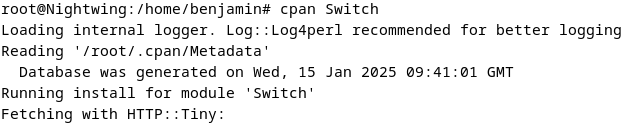 root@Nightwing:/home/benjamin# cpan Switch
Loading internal logger. Log::Log4perl recommended for better logging
Reading '/root/.cpan/Metadata'
  Database was generated on Wed, 15 Jan 2025 09:41:01 GMT
Running install for module 'Switch'
Fetching with HTTP::Tiny: